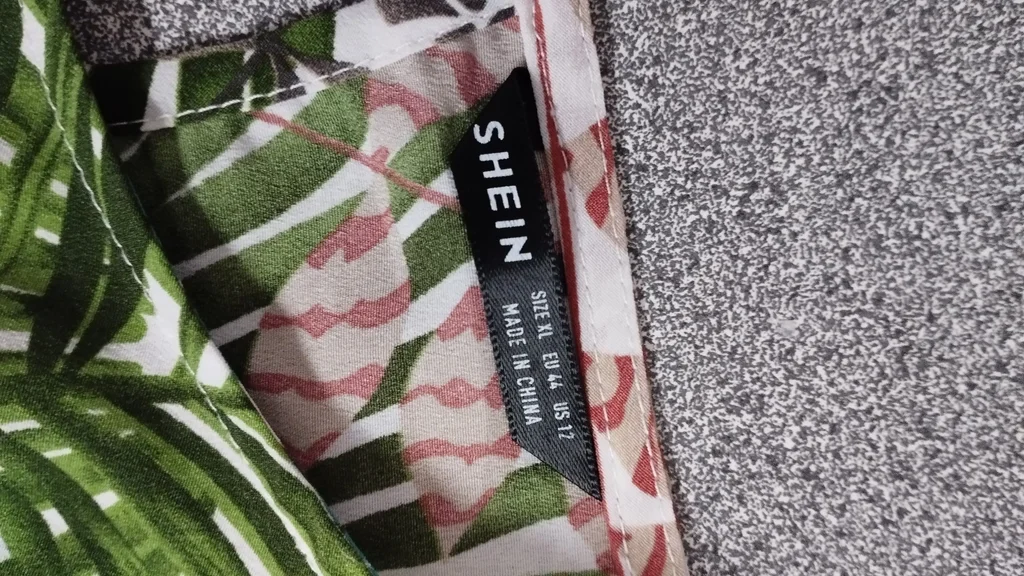 SHEIN
SIZE XL EU 44 US 12
MADE IN CHINA